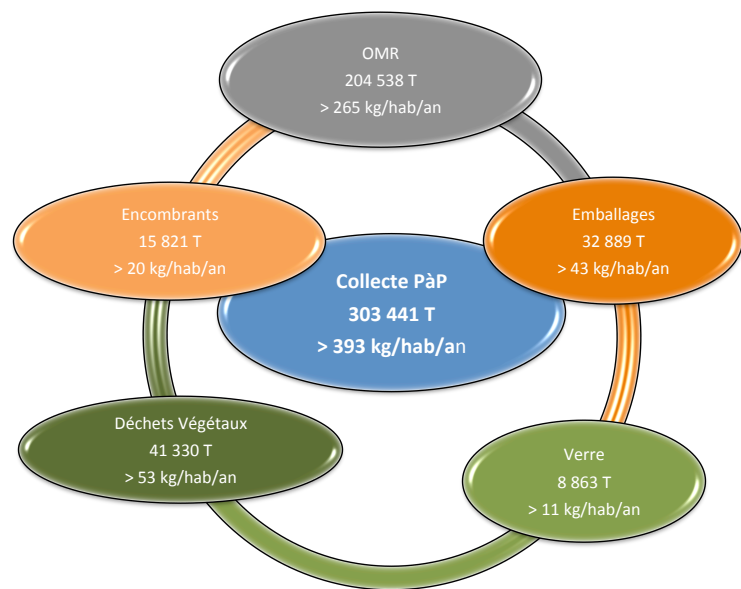 OMR
204 538 T
> 265 kg/hab/an
Encombrants
15 821 T
> 20 kg/hab/an
Emballages
32 889 T
> 43 kg/hab/an
Collecte PàP
303 441 T
> 393 kg/hab/an
Déchets Végétaux
41 330 T
> 53 kg/hab/an
Verre
8 863 T
> 11 kg/hab/an